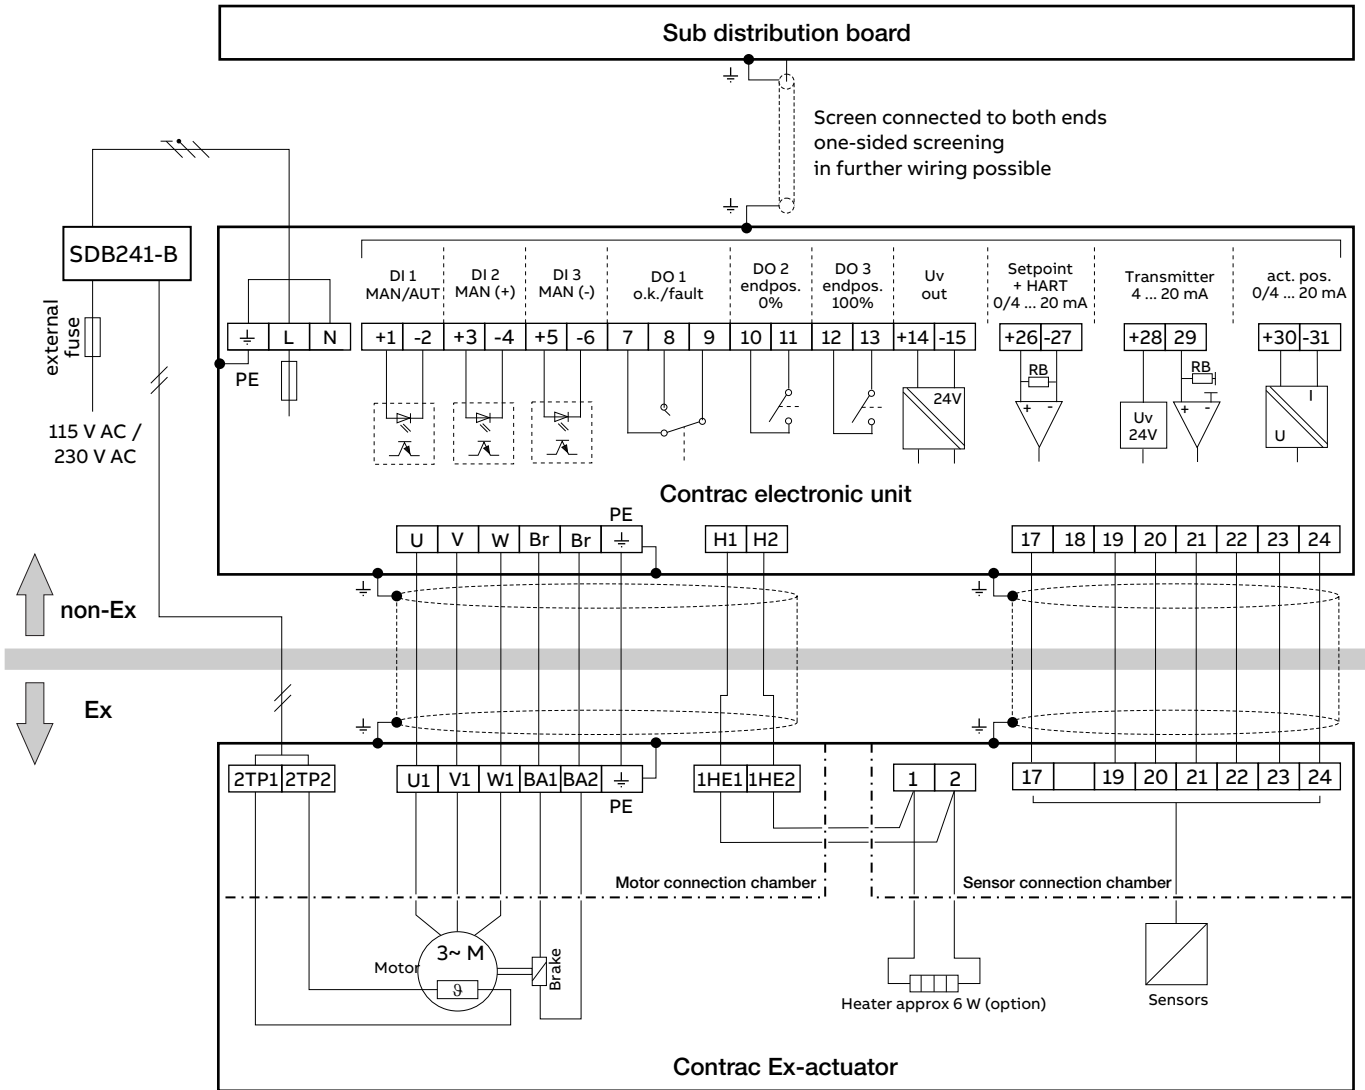 Sub distribution board
Screen connected to both ends
one-sided screening
in further wiring possible
SDB241-B
external
fuse
115 V AC /
230 V AC
DI 1
MAN/AUT
DI 2
MAN (+)
DI 3
MAN (-)
DO 1
o.k./fault
DO 2
endpos.
0%
DO 3
endpos.
100%
Uv
out
Setpoint
+ HART
0/4 ... 20 mA
Transmitter
4 ... 20 mA
act. pos.
0/4 ... 20 mA
L N +1 -2 +3 -4 +5 -6 7 8 9 10 11 12 13 +14 -15 +26 -27 +28 29 +30 -31
PE
RB
RB
24V
+ -
Uv
24V
+ -
I
U
Contrac electronic unit
PE
U V W Br Br H1 H2 17 18 19 20 21 22 23 24
non-Ex
Ex
2TP1 2TP2 U1 V1 W1 BA1 BA2 1HE1 1HE2 1 2 17 19 20 21 22 23 24
PE
Motor connection chamber
Sensor connection chamber
3~ M
Motor
ϑ
Brake
Heater approx 6 W (option)
Sensors
Contrac Ex-actuator